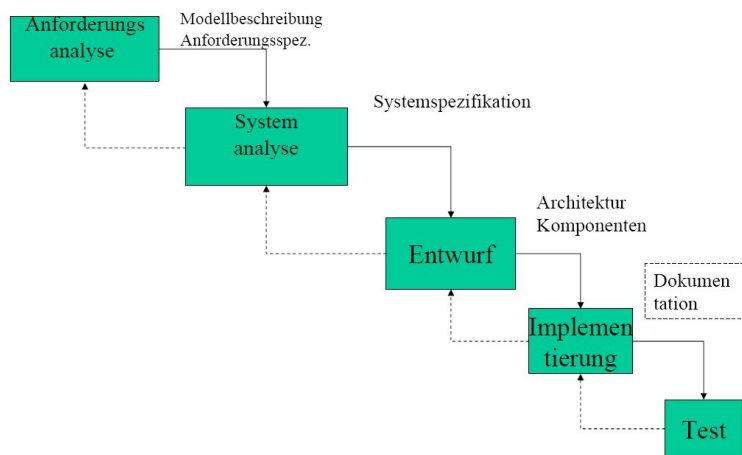 Anforderungs
analyse
Modellbeschreibung
Anforderungsspez.
System
analyse
Systemspezifikation
Entwurf
Architektur
Komponenten
Implemen
tierung
Dokumen
tation
Test